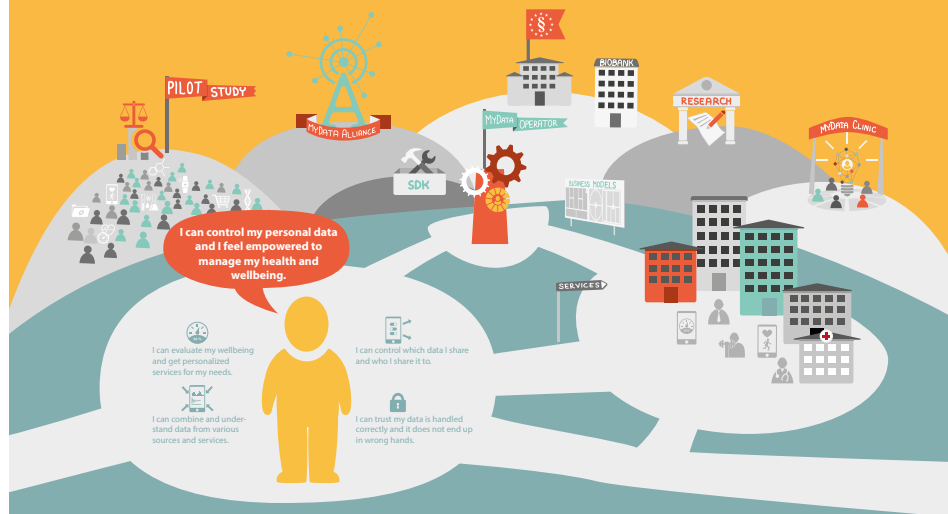 §
BIOBANK
PILOT STUDY
RESEARCH
MYDATA ALLIANCE
MYDATA OPERATOR
MYDATA CLINIC
SDK
BUSINESS MODELS
I can control my personal data
and I feel empowered to
manage my health and
wellbeing.
SERVICES
I can evaluate my wellbeing
and get personalized
services for my needs.
I can control which data I share
and who I share it to.
I can combine and under-
stand data from various
sources and services.
I can trust my data is handled
correctly and it does not end up
in wrong hands.